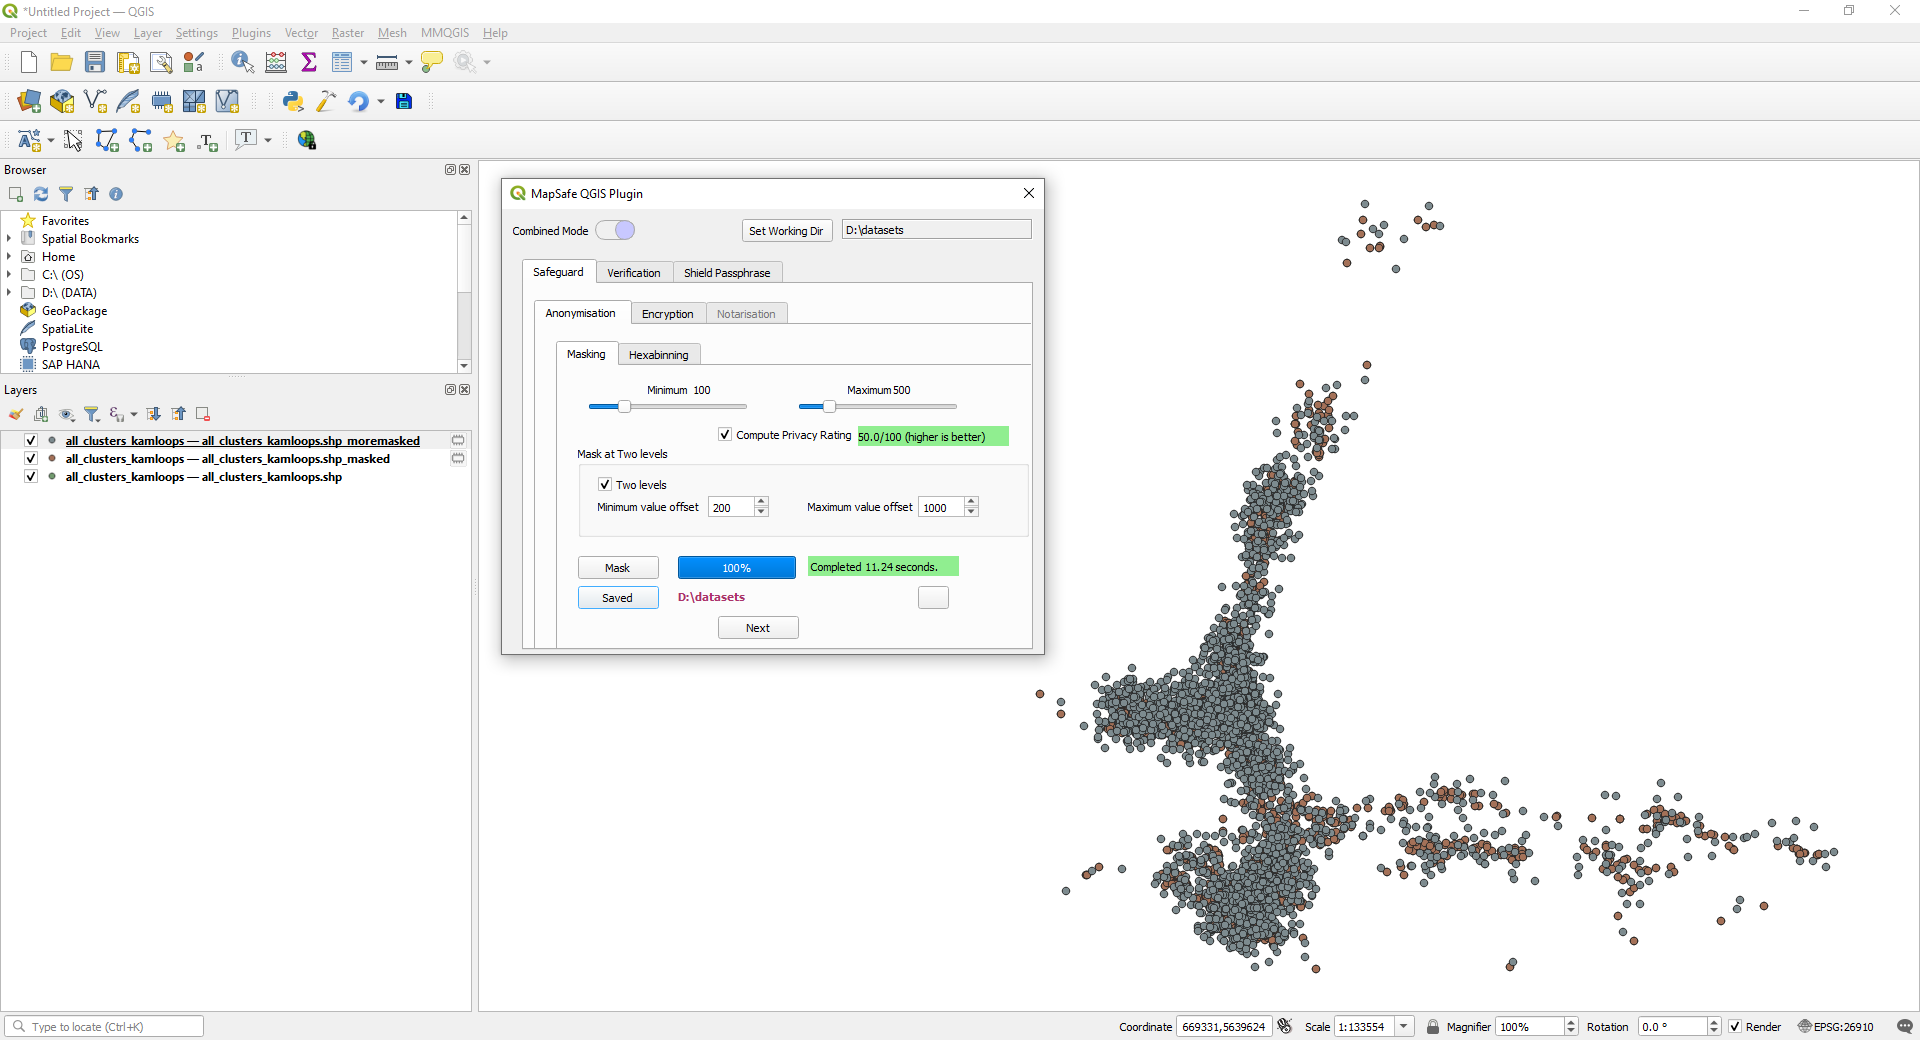 *Untitled Project — QGIS
Project Edit View Layer Settings Plugins Vector Raster Mesh MMQGIS Help
Browser
Favorites
Spatial Bookmarks
Home
C:\ (OS)
D:\ (DATA)
GeoPackage
SpatiaLite
PostgreSQL
SAP HANA
Layers
all_clusters_kamloops — all_clusters_kamloops.shp_moremasked
all_clusters_kamloops — all_clusters_kamloops.shp_masked
all_clusters_kamloops — all_clusters_kamloops.shp
MapSafe QGIS Plugin
Combined Mode Set Working Dir D:\datasets
Safeguard Verification Shield Passphrase
Anonymisation Encryption Notarisation
Masking Hexabinning
Minimum 100 Maximum 500
Compute Privacy Rating 50.0/100 (higher is better)
Mask at Two levels
Two levels
Minimum value offset 200 Maximum value offset 1000
Mask 100% Completed 11.24 seconds.
Saved D:\datasets
Next
Type to locate (Ctrl+K) Coordinate 669331,5639624 Scale 1:133554 Magnifier 100% Rotation 0.0 ° Render EPSG:26910